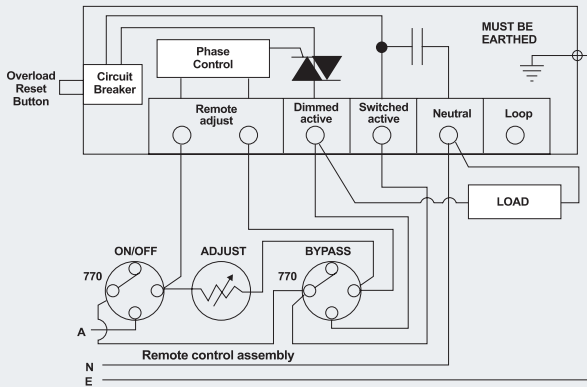 MUST BE
EARTHED
Phase
Control
Overload
Reset
Button
Circuit
Breaker
Remote
adjust
Dimmed
active
Switched
active
Neutral
Loop
LOAD
ON/OFF
ADJUST
BYPASS
770
770
A
Remote control assembly
N
E